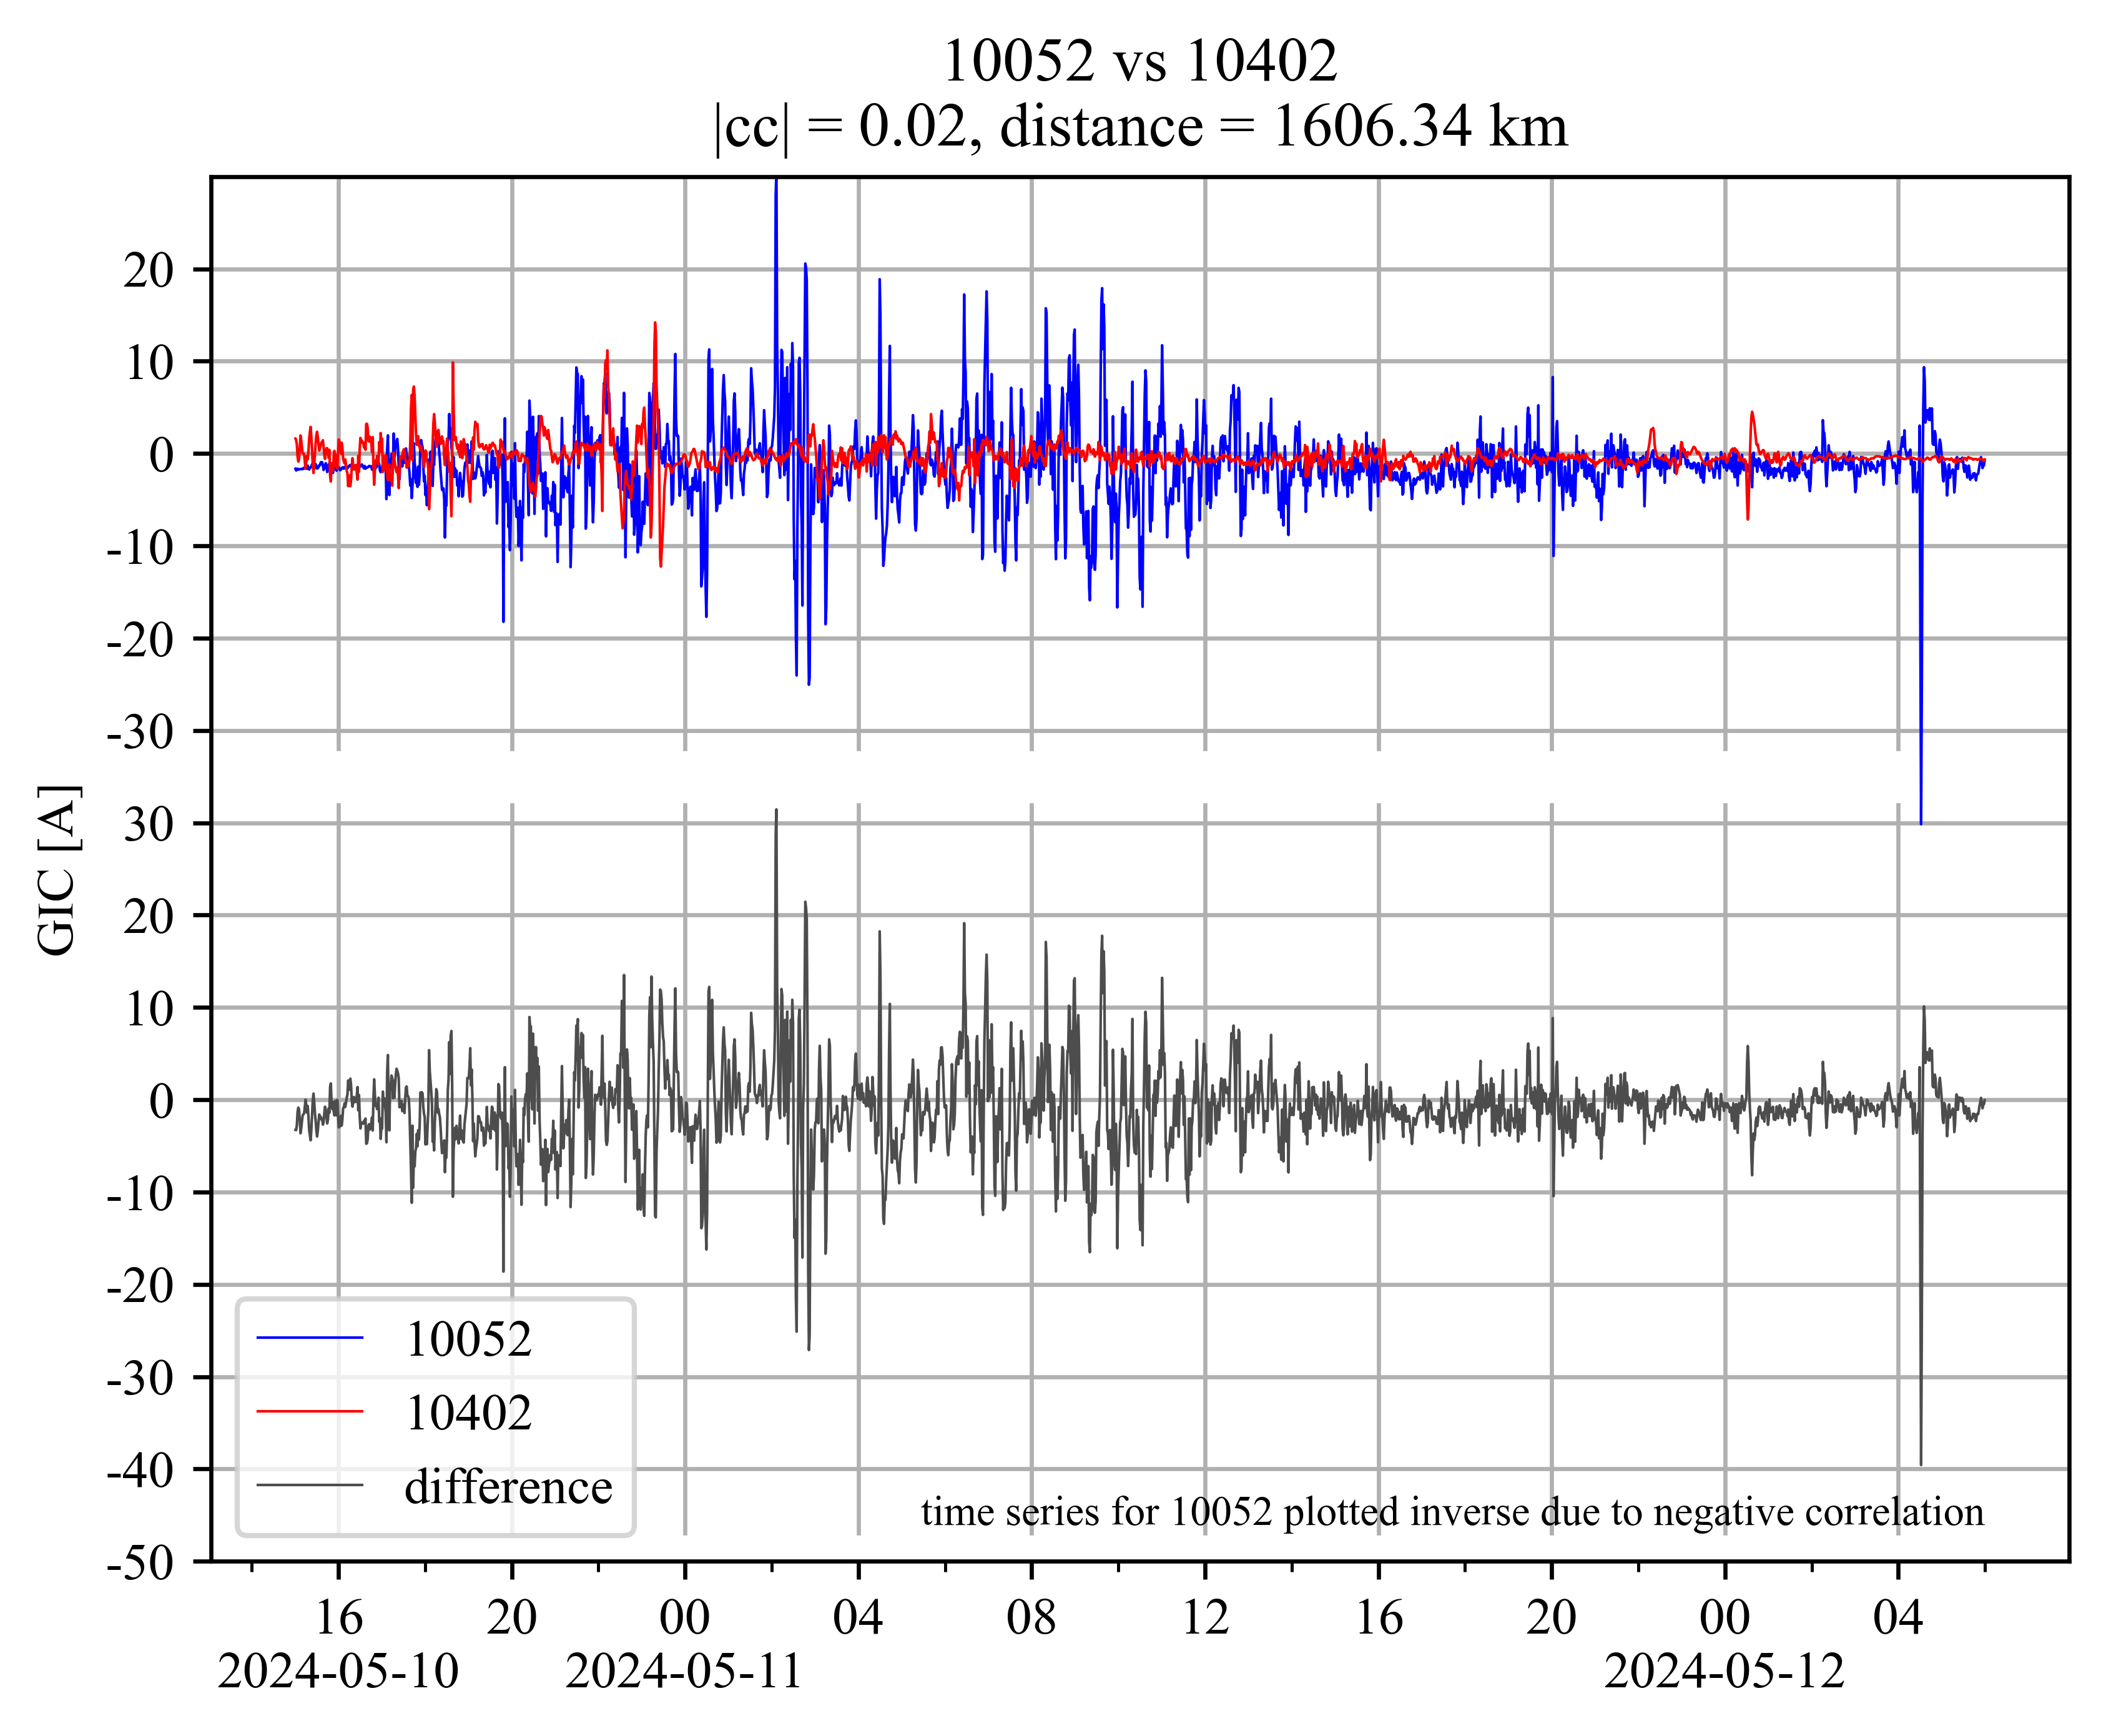 10052 vs 10402
|cc| = 0.02, distance = 1606.34 km
GIC [A]
20
10
0
-10
-20
-30
30
20
10
0
-10
-20
-30
-40
-50
10052
10402
difference
time series for 10052 plotted inverse due to negative correlation
16 20 00 04 08 12 16 20 00 04
2024-05-10 2024-05-11 2024-05-12